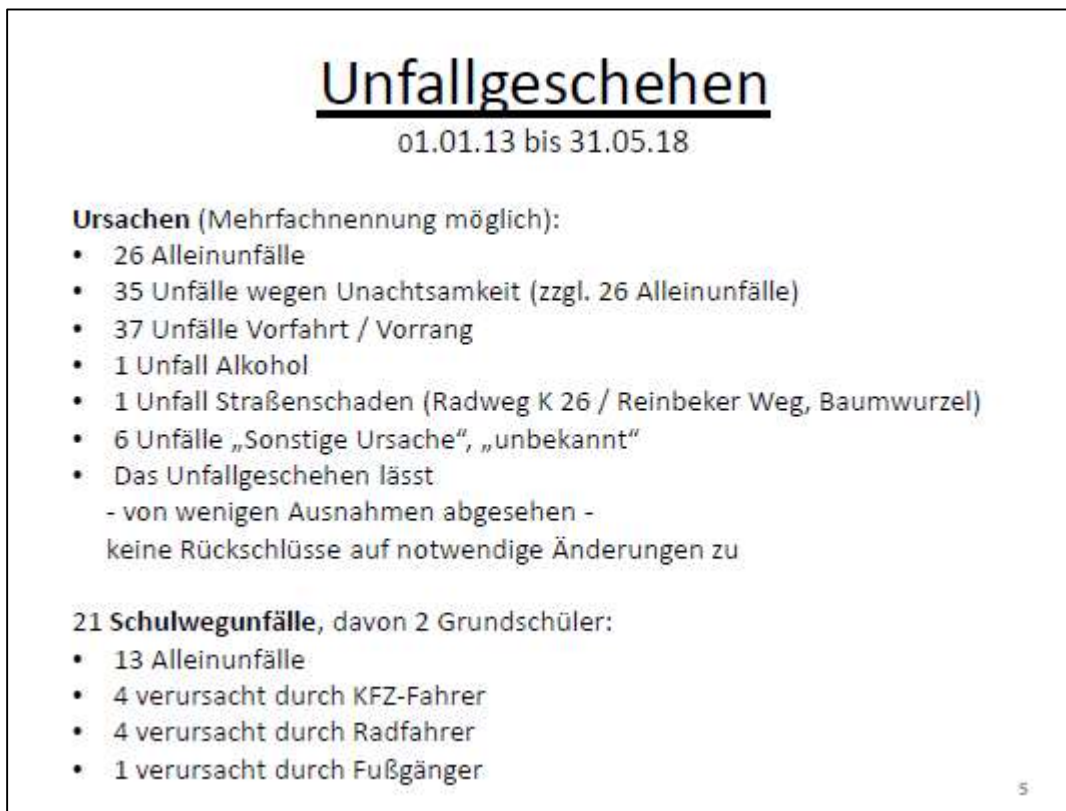 Unfallgeschehen
01.01.13 bis 31.05.18
Ursachen (Mehrfachnennung möglich):
• 26 Alleinunfälle
• 35 Unfälle wegen Unachtsamkeit (zzgl. 26 Alleinunfälle)
• 37 Unfälle Vorfahrt / Vorrang
• 1 Unfall Alkohol
• 1 Unfall Straßenschaden (Radweg K 26 / Reinbeker Weg, Baumwurzel)
• 6 Unfälle „Sonstige Ursache“, „unbekannt“
• Das Unfallgeschehen lässt
- von wenigen Ausnahmen abgesehen -
keine Rückschlüsse auf notwendige Änderungen zu
21 Schulwegunfälle, davon 2 Grundschüler:
• 13 Alleinunfälle
• 4 verursacht durch KFZ-Fahrer
• 4 verursacht durch Radfahrer
• 1 verursacht durch Fußgänger
5